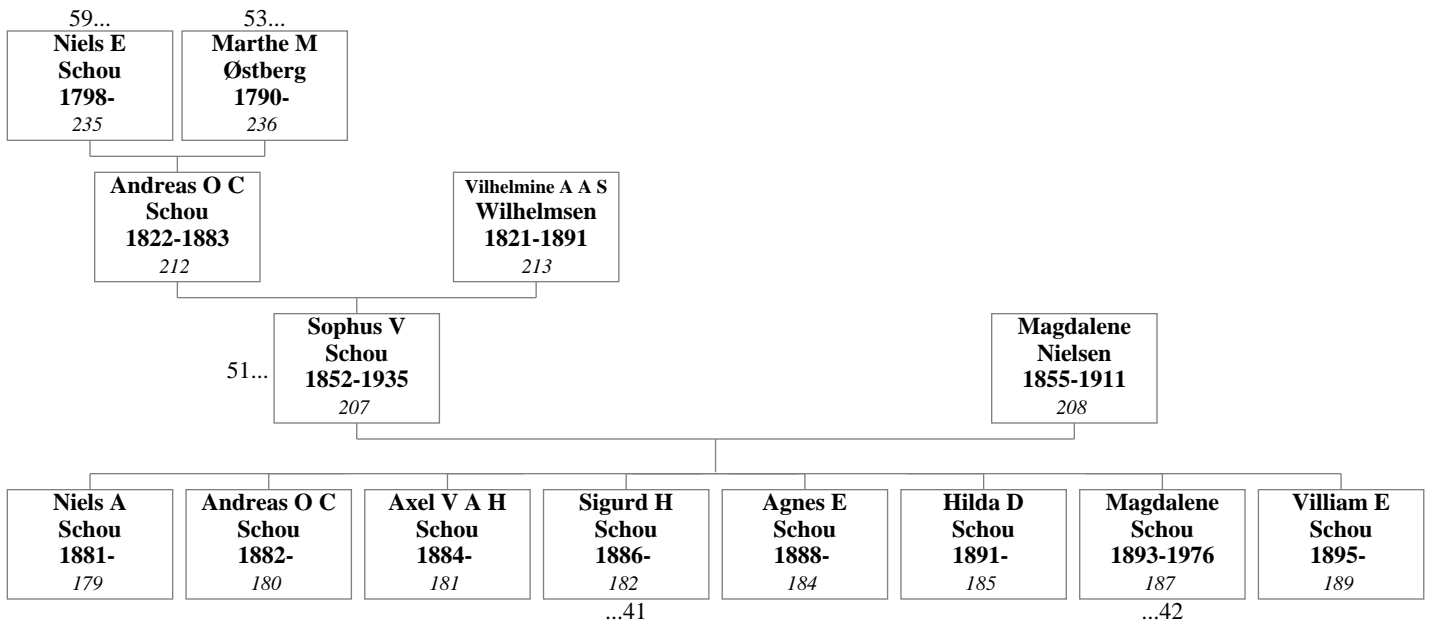 59...
53...
Niels E
Schou
1798-
235
Marthe M
Østberg
1790-
236
Andreas O C
Schou
1822-1883
212
Vilhelmine A A S
Wilhelmsen
1821-1891
213
51...
Sophus V
Schou
1852-1935
207
Magdalene
Nielsen
1855-1911
208
Niels A
Schou
1881-
179
Andreas O C
Schou
1882-
180
Axel V A H
Schou
1884-
181
Sigurd H
Schou
1886-
182
...41
Agnes E
Schou
1888-
184
Hilda D
Schou
1891-
185
Magdalene
Schou
1893-1976
187
...42
Villiam E
Schou
1895-
189